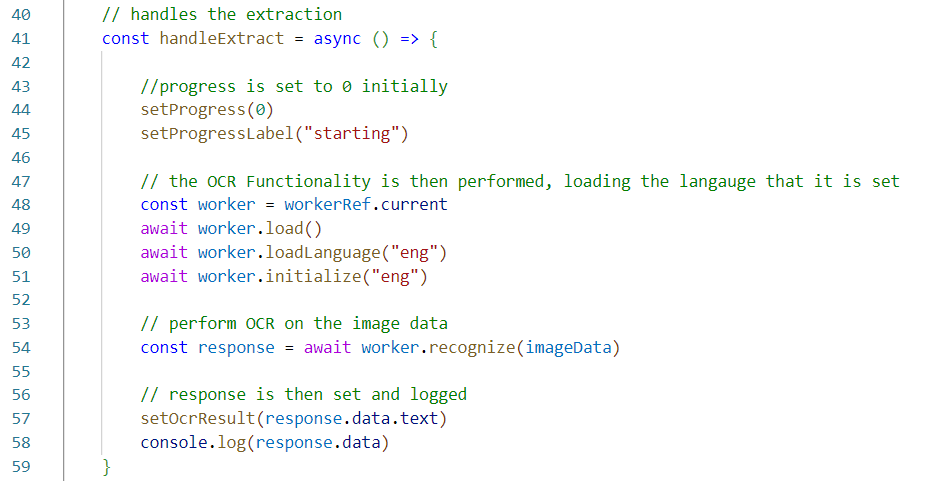 40 // handles the extraction
41 const handleExtract = async () => {
42
43 //progress is set to 0 initially
44 setProgress(0)
45 setProgressLabel("starting")
46
47 // the OCR Functionality is then performed, loading the langauge that it is set
48 const worker = workerRef.current
49 await worker.load()
50 await worker.loadLanguage("eng")
51 await worker.initialize("eng")
52
53 // perform OCR on the image data
54 const response = await worker.recognize(imageData)
55
56 // response is then set and logged
57 setOcrResult(response.data.text)
58 console.log(response.data)
59 }